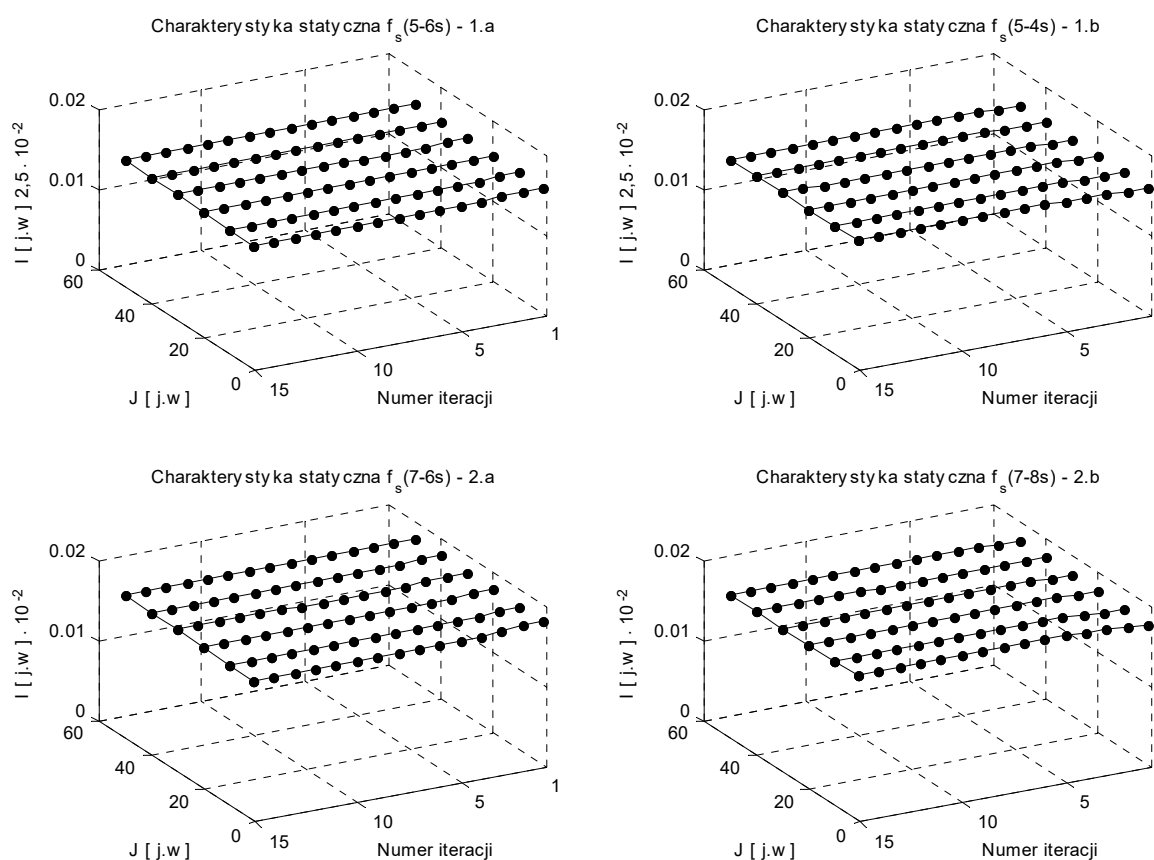 Charakterystyka statyczna f_s(5-6s) - 1.a
0.02
0.01
0
I [ j.w ] 2,5 · 10^-2
60
40
20
0
J [ j.w ]
15
10
5
1
Numer iteracji
Charakterystyka statyczna f_s(5-4s) - 1.b
0.02
0.01
0
I [ j.w ] 2,5 · 10^-2
60
40
20
0
J [ j.w ]
15
10
5
Numer iteracji
Charakterystyka statyczna f_s(7-6s) - 2.a
0.02
0.01
0
I [ j.w ] · 10^-2
60
40
20
0
J [ j.w ]
15
10
5
1
Numer iteracji
Charakterystyka statyczna f_s(7-8s) - 2.b
0.02
0.01
0
I [ j.w ] · 10^-2
60
40
20
0
J [ j.w ]
15
10
5
Numer iteracji